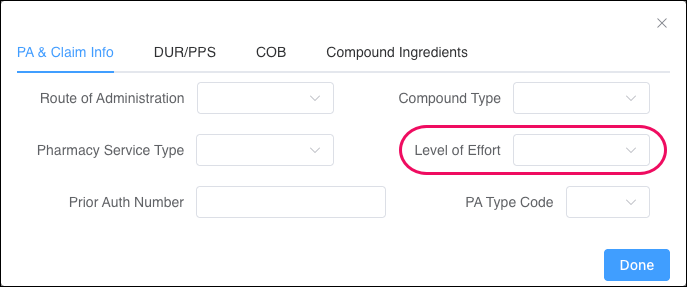 PA & Claim Info DUR/PPS COB Compound Ingredients
Route of Administration Compound Type
Pharmacy Service Type Level of Effort
Prior Auth Number PA Type Code
Done